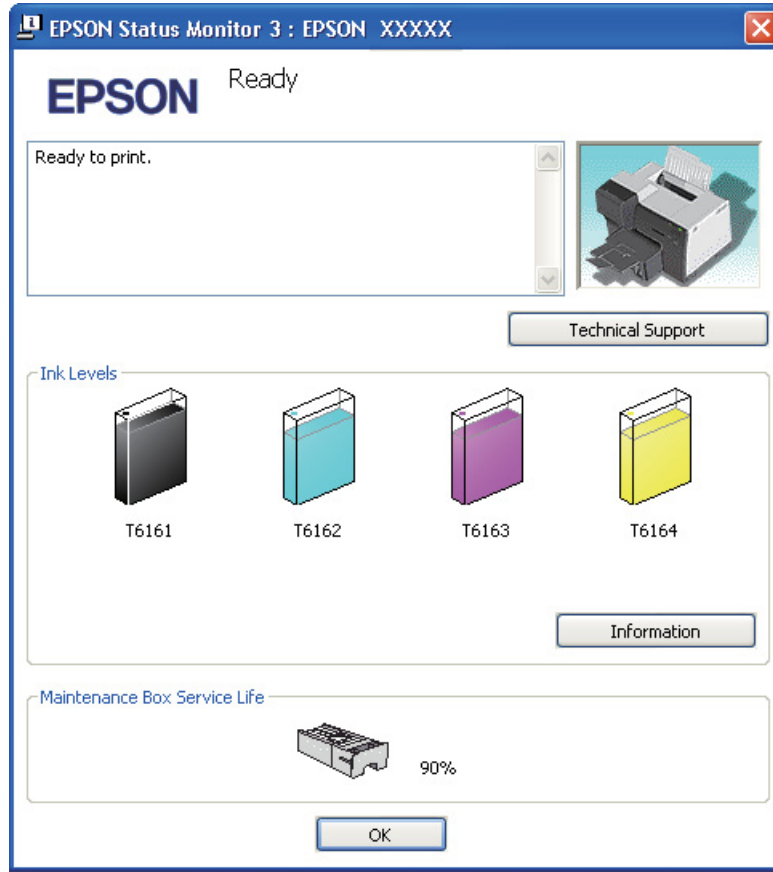 EPSON Status Monitor 3 : EPSON XXXXX
EPSON
Ready
Ready to print.
Technical Support
Ink Levels
T6161
T6162
T6163
T6164
Information
Maintenance Box Service Life
90%
OK